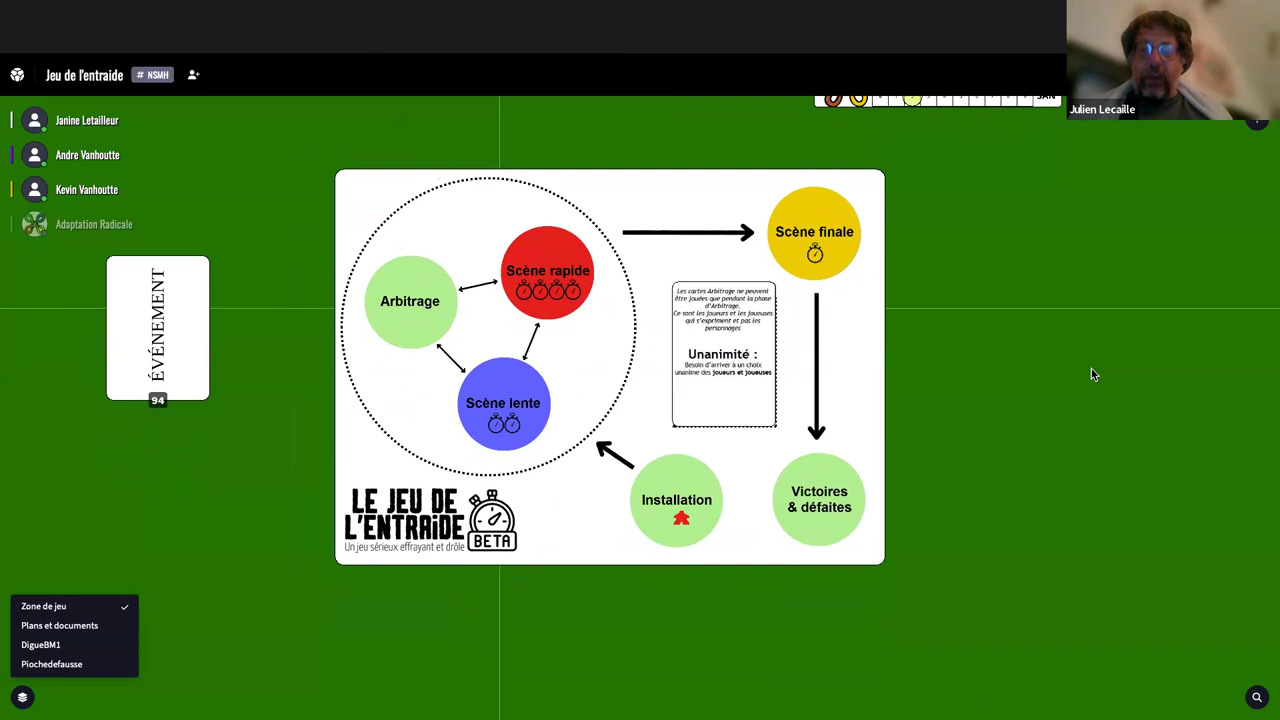 Jeu de l'entraide
# NSMH
Julien Lecaille
SAN
Janine Letailleur
Andre Vanhoutte
Kevin Vanhoutte
Adaptation Radicale
ÉVÉNEMENT
94
Arbitrage
Scène rapide
Scène lente
Scène finale
Les cartes Arbitrage ne peuvent
être jouées que pendant la phase
d'Arbitrage.
Ce sont les joueurs et les joueuses
qui s'expriment et pas les
personnages
Unanimité :
Besoin d'arriver à un choix
unanime des joueurs et joueuses
Installation
Victoires
& défaites
LE JEU DE
L'ENTRAIDE
BETA
Un jeu sérieux effrayant et drôle
Zone de jeu
Plans et documents
DigueBM1
Piochedefausse